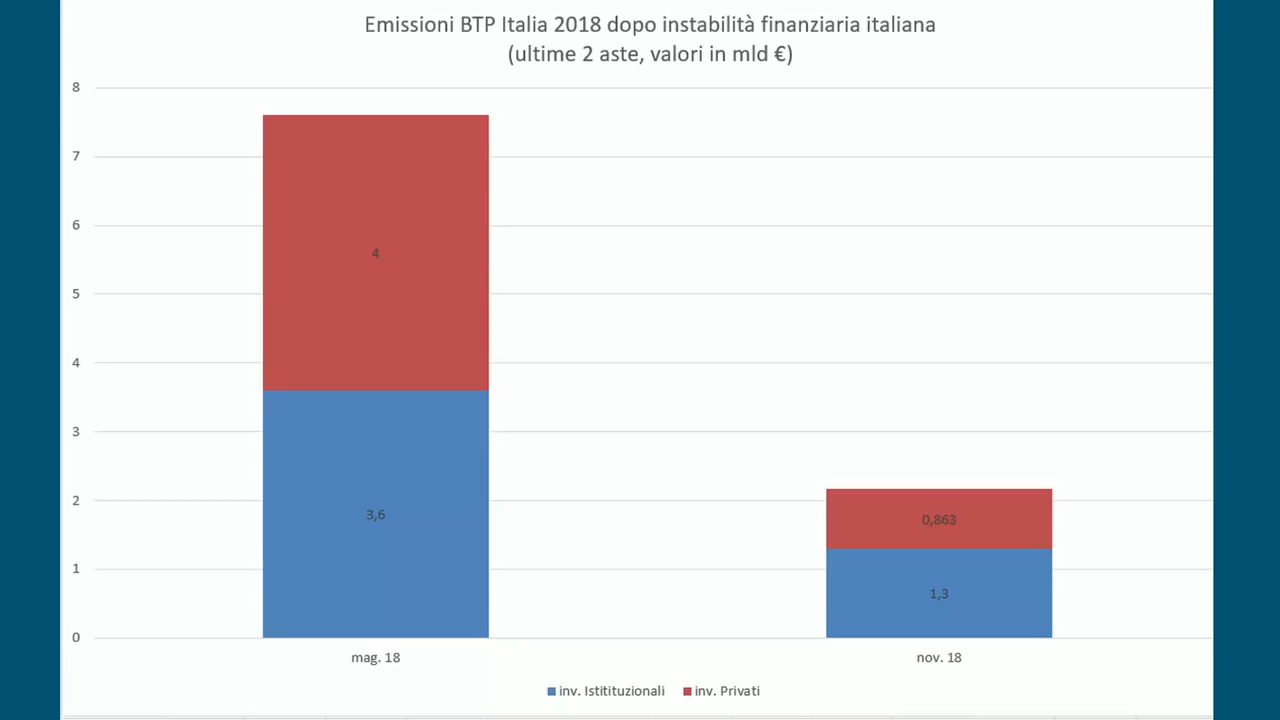 Emissioni BTP Italia 2018 dopo instabilità finanziaria italiana
(ultime 2 aste, valori in mld €)
8
7
6
5
4
3
2
1
0
4
3,6
0,863
1,3
mag. 18
nov. 18
inv. Istitituzionali
inv. Privati